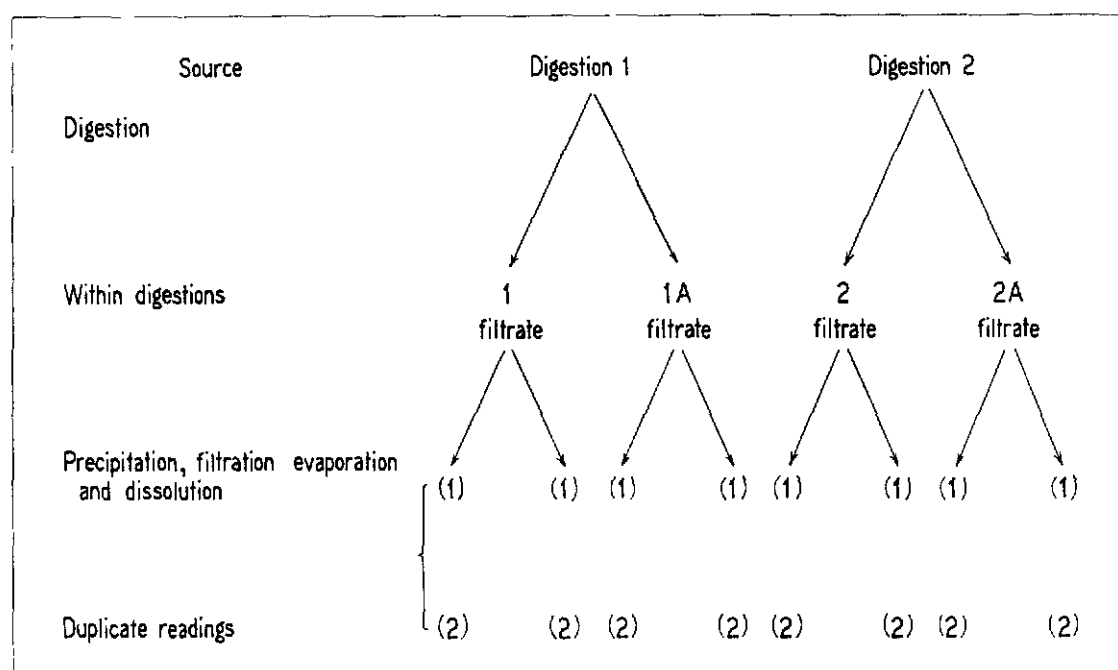 Source Digestion 1 Digestion 2
Digestion
Within digestions 1 1A 2 2A
filtrate filtrate filtrate filtrate
Precipitation, filtration evaporation
and dissolution (1) (1) (1) (1) (1) (1) (1) (1)
Duplicate readings (2) (2) (2) (2) (2) (2) (2) (2)